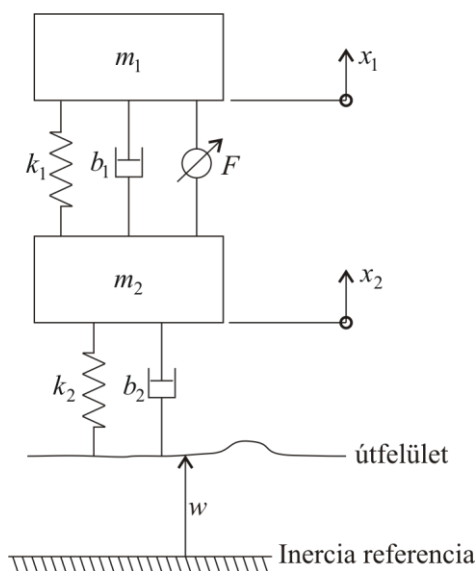 m₁
x₁
k₁
b₁
F
m₂
x₂
k₂
b₂
útfelület
w
Inercia referencia